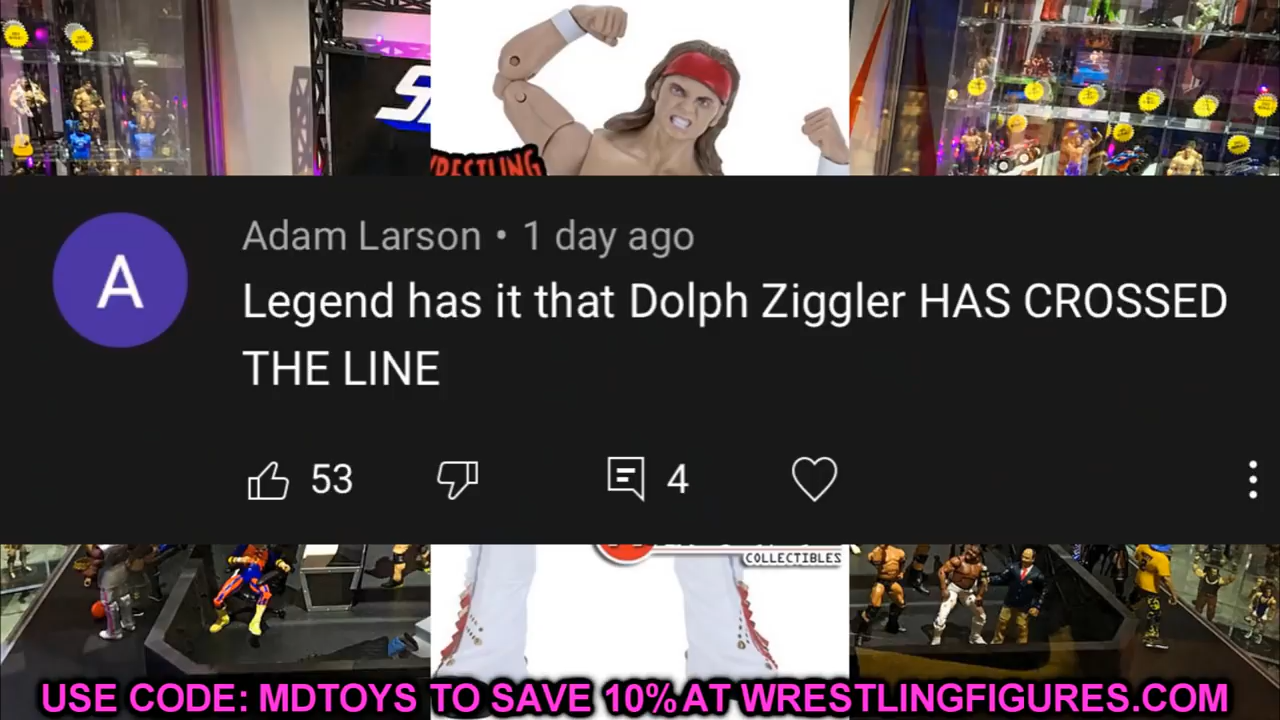 WRESTLING
Adam Larson • 1 day ago
Legend has it that Dolph Ziggler HAS CROSSED
THE LINE
53
4
COLLECTIBLES
USE CODE: MDTOYS TO SAVE 10% AT WRESTLINGFIGURES.COM